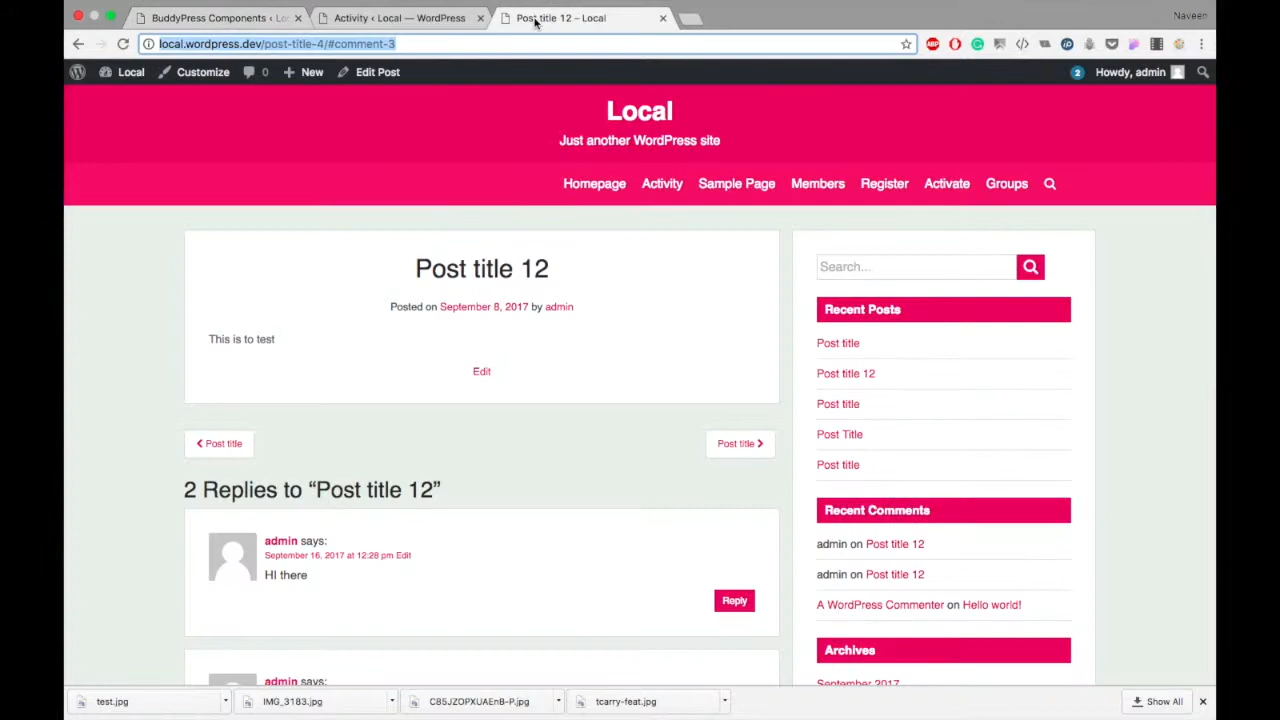 BuddyPress Components ‹ Lo
Activity ‹ Local — WordPress
Post title 12 – Local
Naveen
local.wordpress.dev/post-title-4/#comment-3
Local
Customize
0
New
Edit Post
2
Howdy, admin
Local
Just another WordPress site
Homepage
Activity
Sample Page
Members
Register
Activate
Groups
Post title 12
Posted on September 8, 2017 by admin
This is to test
Edit
Post title
Post title
2 Replies to “Post title 12”
admin says:
September 16, 2017 at 12:28 pm Edit
HI there
Reply
admin says:
Search...
Recent Posts
Post title
Post title 12
Post title
Post Title
Post title
Recent Comments
admin on Post title 12
admin on Post title 12
A WordPress Commenter on Hello world!
Archives
September 2017
test.jpg
IMG_3183.jpg
C85JZOPXUAEnB-P.jpg
tcarry-feat.jpg
Show All